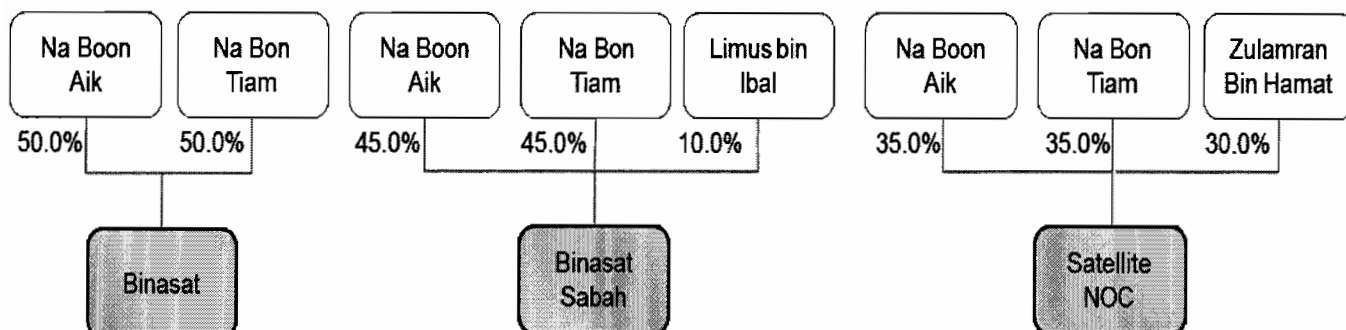 Na Boon
Aik
Na Bon
Tiam
Na Boon
Aik
Na Bon
Tiam
Limus bin
Ibal
Na Boon
Aik
Na Bon
Tiam
Zulamran
Bin Hamat
50.0%
50.0%
45.0%
45.0%
10.0%
35.0%
35.0%
30.0%
Binasat
Binasat
Sabah
Satellite
NOC